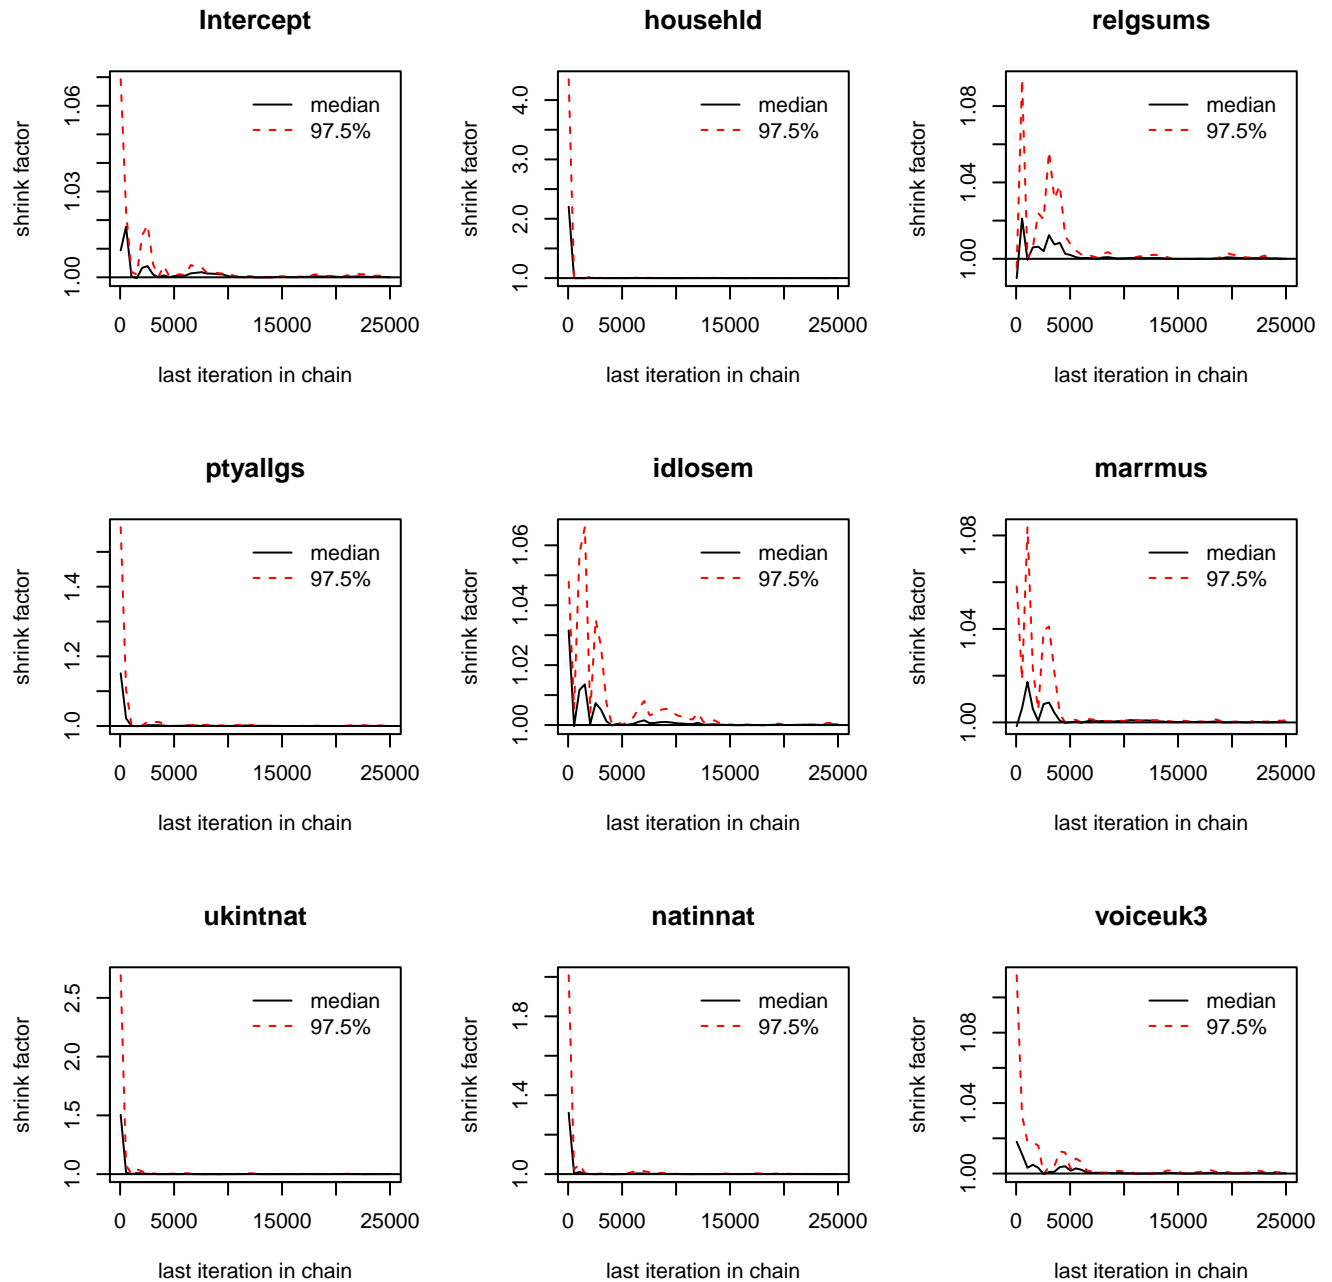 Intercept
shrink factor
1.00
1.03
1.06
median
97.5%
0 5000 15000 25000
last iteration in chain
househld
shrink factor
1.0
2.0
3.0
4.0
median
97.5%
0 5000 15000 25000
last iteration in chain
relgsums
shrink factor
1.00
1.04
1.08
median
97.5%
0 5000 15000 25000
last iteration in chain
ptyallgs
shrink factor
1.0
1.2
1.4
median
97.5%
0 5000 15000 25000
last iteration in chain
idlosem
shrink factor
1.00
1.02
1.04
1.06
median
97.5%
0 5000 15000 25000
last iteration in chain
marrmus
shrink factor
1.00
1.04
1.08
median
97.5%
0 5000 15000 25000
last iteration in chain
ukintnat
shrink factor
1.0
1.5
2.0
2.5
median
97.5%
0 5000 15000 25000
last iteration in chain
natinnat
shrink factor
1.0
1.4
1.8
median
97.5%
0 5000 15000 25000
last iteration in chain
voiceuk3
shrink factor
1.00
1.04
1.08
median
97.5%
0 5000 15000 25000
last iteration in chain